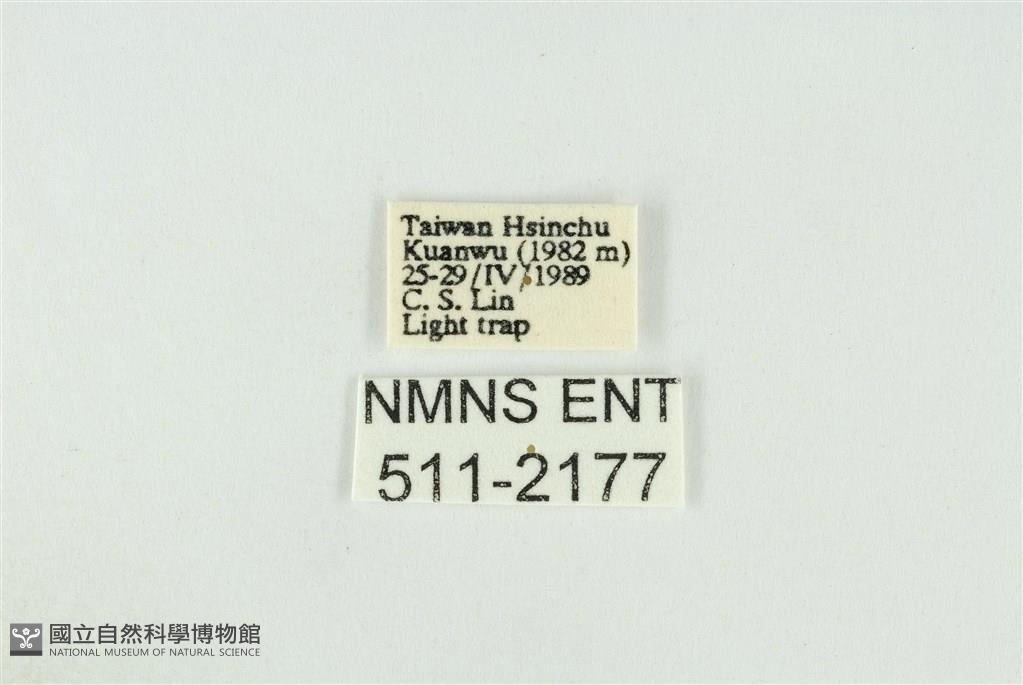 Taiwan Hsinchu
Kuanwu (1982 m)
25-29/IV/1989
C. S. Lin
Light trap
NMNS ENT
511-2177
國立自然科學博物館
NATIONAL MUSEUM OF NATURAL SCIENCE